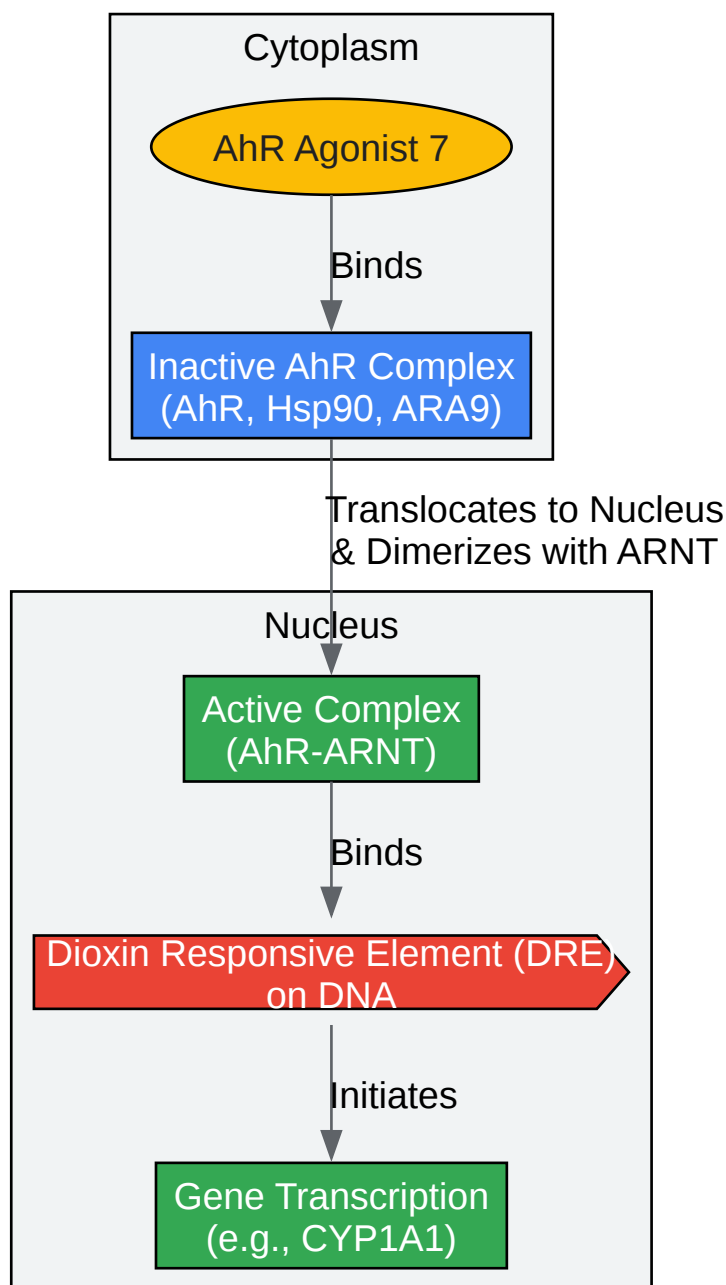 Cytoplasm
AhR Agonist 7
Binds
Inactive AhR Complex
(AhR, Hsp90, ARA9)
Translocates to Nucleus
& Dimerizes with ARNT
Nucleus
Active Complex
(AhR-ARNT)
Binds
Dioxin Responsive Element (DRE)
on DNA
Initiates
Gene Transcription
(e.g., CYP1A1)